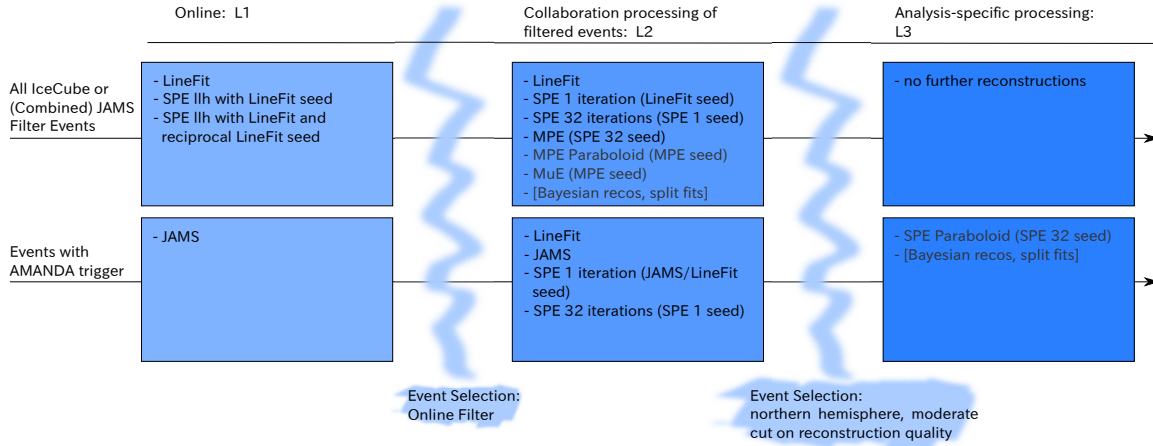 Online: L1
Collaboration processing of
filtered events: L2
Analysis-specific processing:
L3
All IceCube or
(Combined) JAMS
Filter Events
- LineFit
- SPE llh with LineFit seed
- SPE llh with LineFit and
reciprocal LineFit seed
- LineFit
- SPE 1 iteration (LineFit seed)
- SPE 32 iterations (SPE 1 seed)
- MPE (SPE 32 seed)
- MPE Paraboloid (MPE seed)
- MuE (MPE seed)
- [Bayesian recos, split fits]
- no further reconstructions
Events with
AMANDA trigger
- JAMS
- LineFit
- JAMS
- SPE 1 iteration (JAMS/LineFit
seed)
- SPE 32 iterations (SPE 1 seed)
- SPE Paraboloid (SPE 32 seed)
- [Bayesian recos, split fits]
Event Selection:
Online Filter
Event Selection:
northern hemisphere, moderate
cut on reconstruction quality